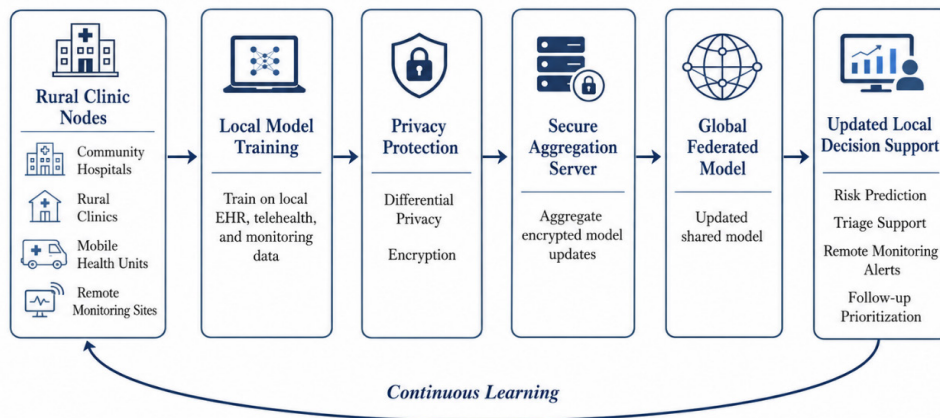 Rural Clinic
Nodes
Community
Hospitals
Rural
Clinics
Mobile
Health Units
Remote
Monitoring Sites
Local Model
Training
Train on local
EHR, telehealth,
and monitoring
data
Privacy
Protection
Differential
Privacy
Encryption
Secure
Aggregation
Server
Aggregate
encrypted model
updates
Global
Federated
Model
Updated
shared model
Updated Local
Decision Support
Risk Prediction
Triage Support
Remote Monitoring
Alerts
Follow-up
Prioritization
Continuous Learning